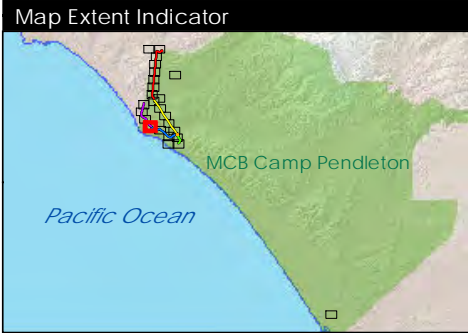 Map Extent Indicator
MCB Camp Pendleton
Pacific Ocean